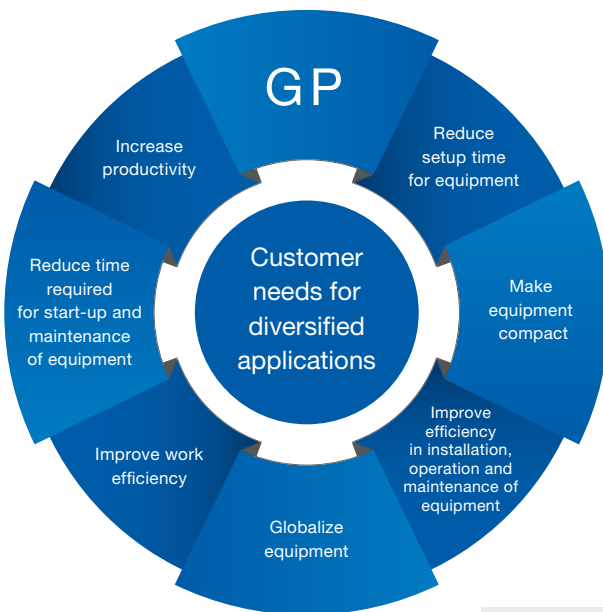 GP
Reduce
setup time
for equipment
Make
equipment
compact
Improve
efficiency
in installation,
operation and
maintenance of
equipment
Globalize
equipment
Improve work
efficiency
Reduce time
required
for start-up and
maintenance
of equipment
Increase
productivity
Customer
needs for
diversified
applications